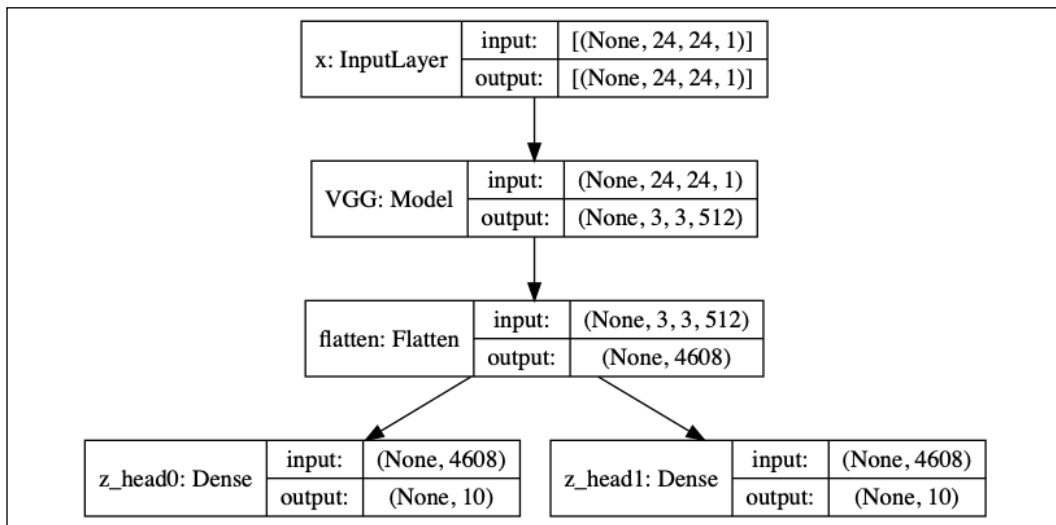 x: InputLayer
input: [(None, 24, 24, 1)]
output: [(None, 24, 24, 1)]
VGG: Model
input: (None, 24, 24, 1)
output: (None, 3, 3, 512)
flatten: Flatten
input: (None, 3, 3, 512)
output: (None, 4608)
z_head0: Dense
input: (None, 4608)
output: (None, 10)
z_head1: Dense
input: (None, 4608)
output: (None, 10)